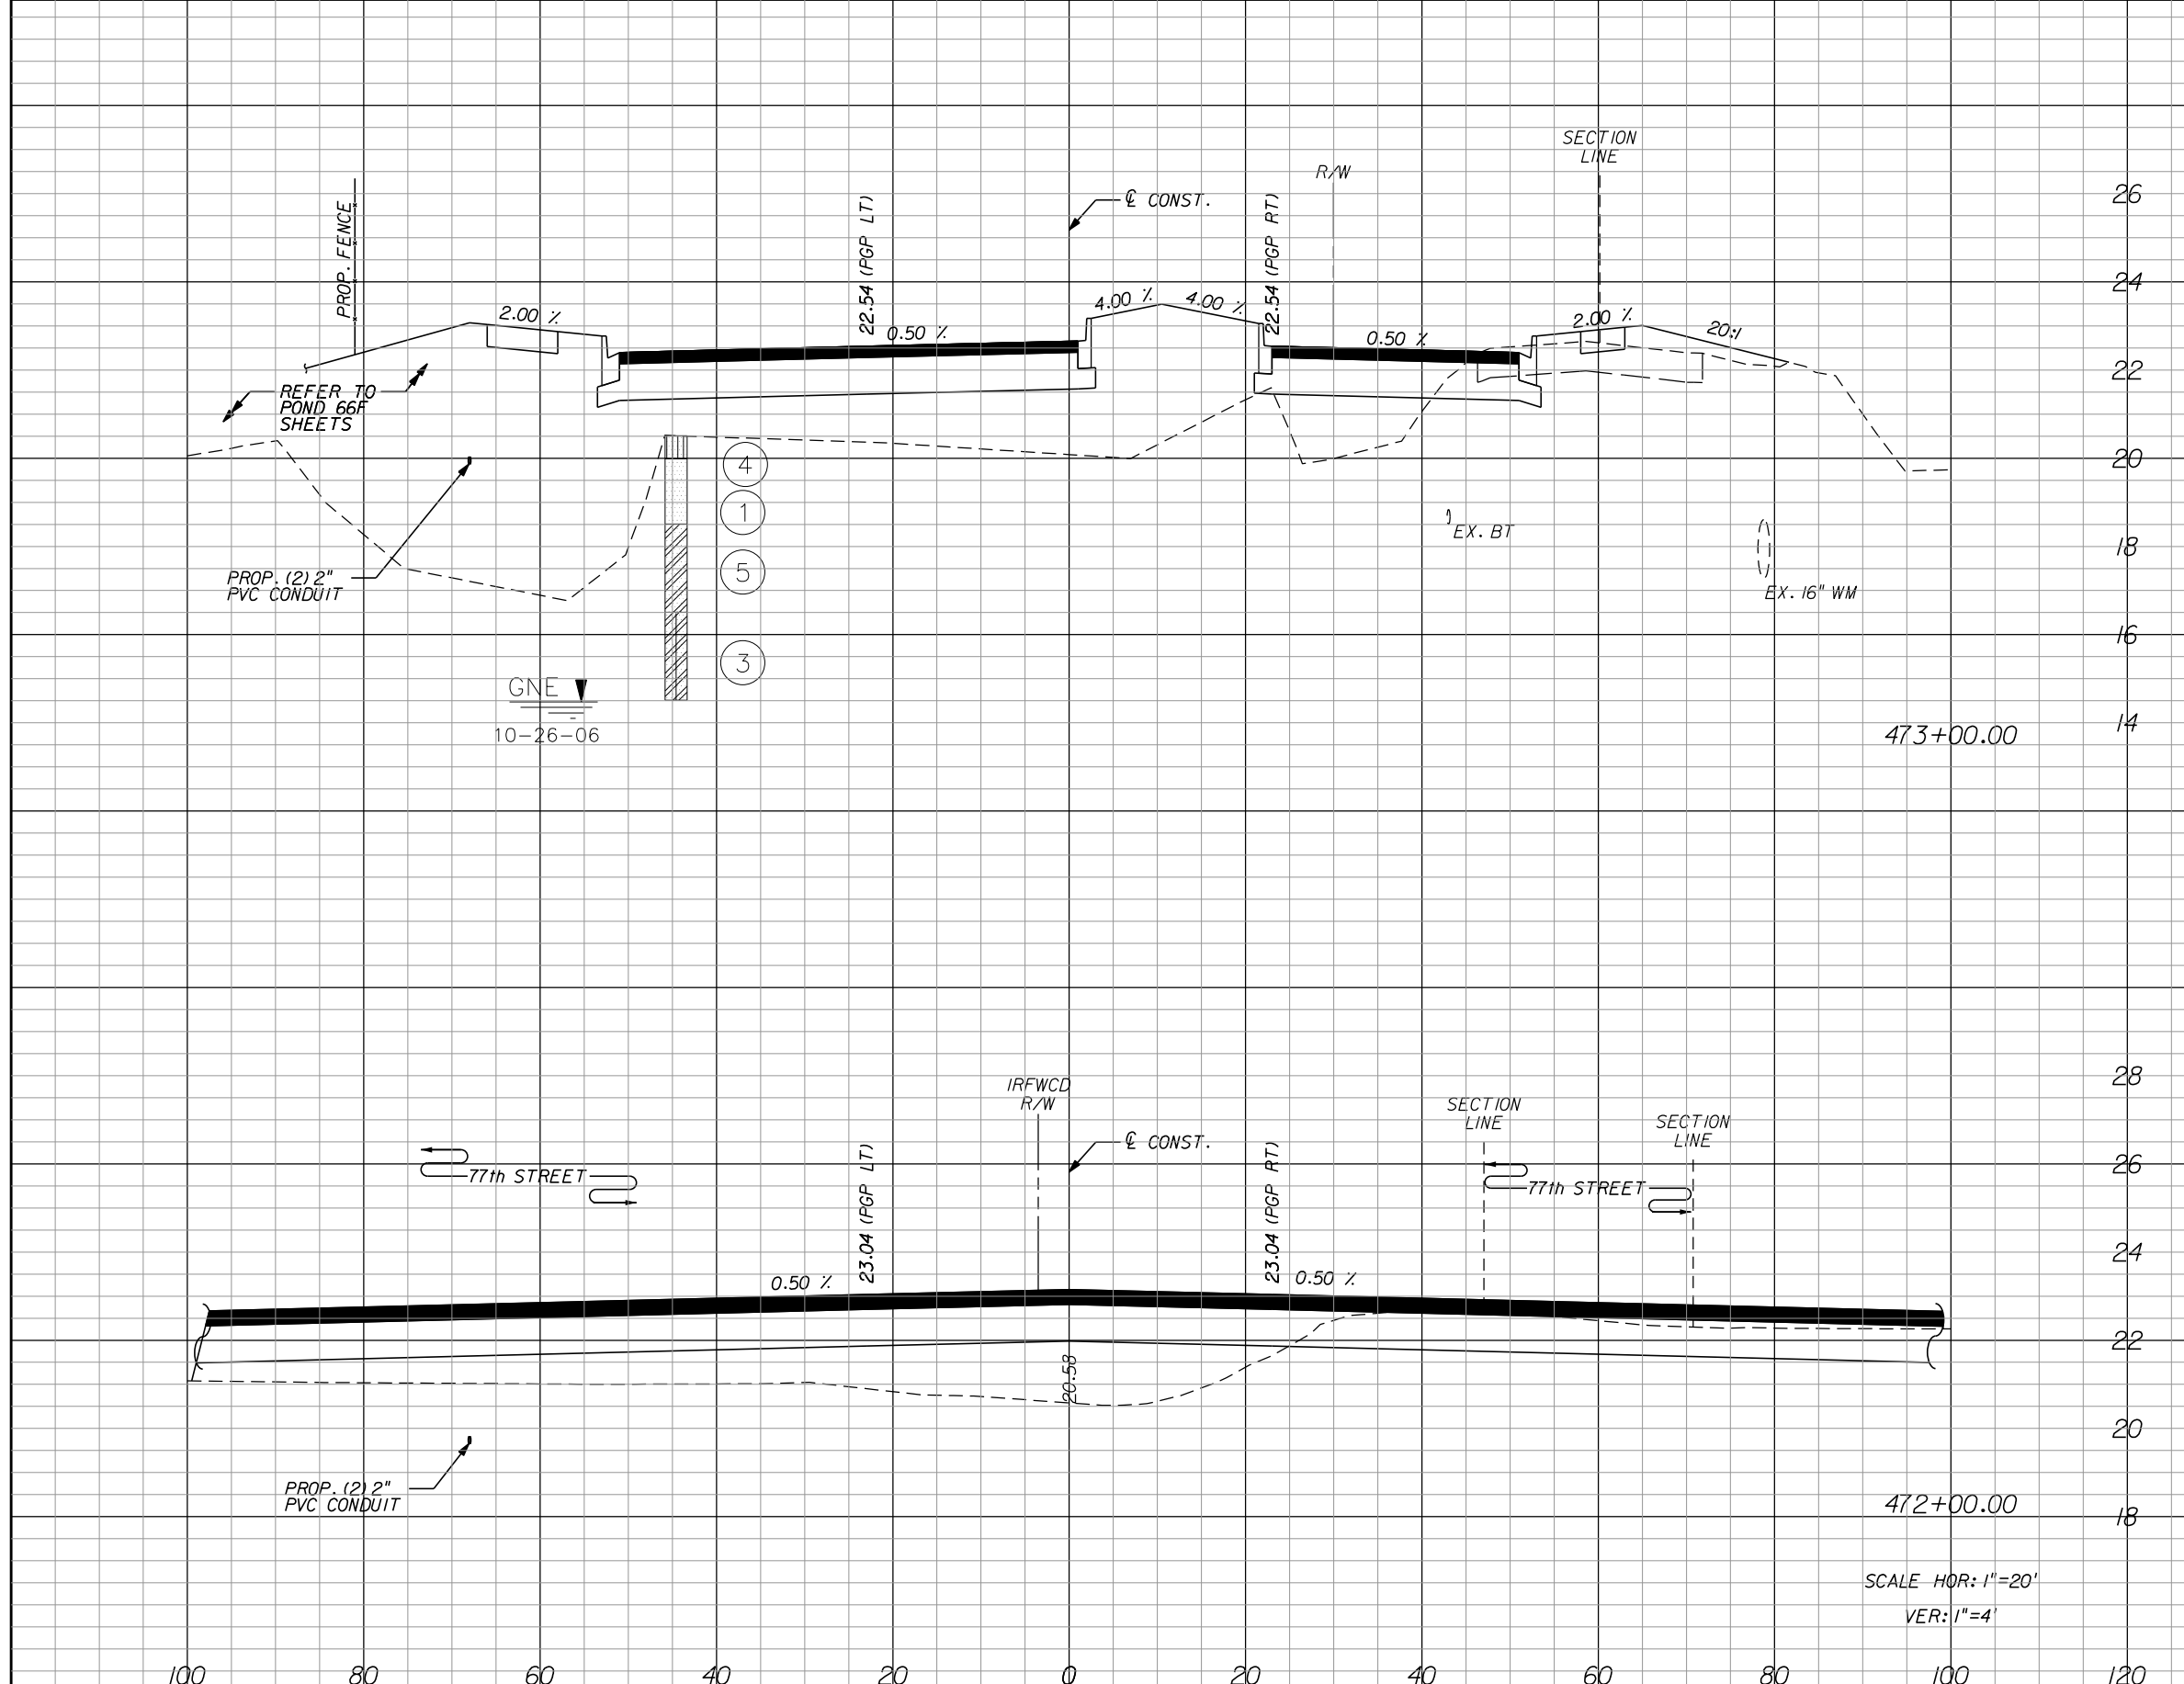 SECTION
LINE
R/W
26
PROP. FENCE
22.54 (PGP LT)
℄ CONST.
22.54 (PGP RT)
24
2.00 %
0.50 %
4.00 %
4.00 %
0.50 %
2.00 %
20:1
22
REFER TO
POND 66F
SHEETS
20
4
1
EX. BT
18
5
PROP. (2) 2"
PVC CONDUIT
EX. 16" WM
16
3
GNE
10-26-06
14
473+00.00
28
IRFWCD
R/W
SECTION
LINE
SECTION
LINE
℄ CONST.
26
77th STREET
23.04 (PGP LT)
23.04 (PGP RT)
77th STREET
24
0.50 %
0.50 %
22
20.58
20
PROP. (2) 2"
PVC CONDUIT
472+00.00
18
SCALE HOR: 1"=20'
VER: 1"=4'
100 80 60 40 20 0 20 40 60 80 100 120